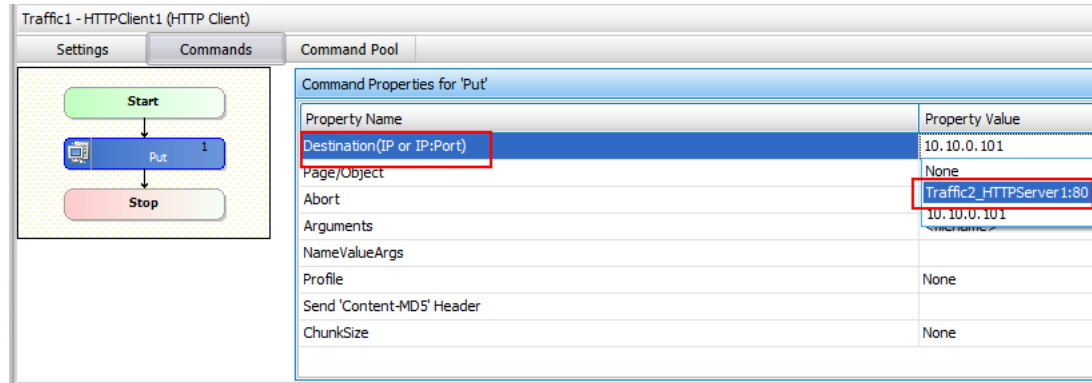 Traffic1 - HTTPClient1 (HTTP Client)
Settings Commands Command Pool
Start
Put 1
Stop
Command Properties for 'Put'
Property Name Property Value
Destination(IP or IP:Port) 10.10.0.101
Page/Object None
Abort Traffic2_HTTPServer1:80
10.10.0.101
Arguments <filename>
NameValueArgs
Profile None
Send 'Content-MD5' Header
ChunkSize None